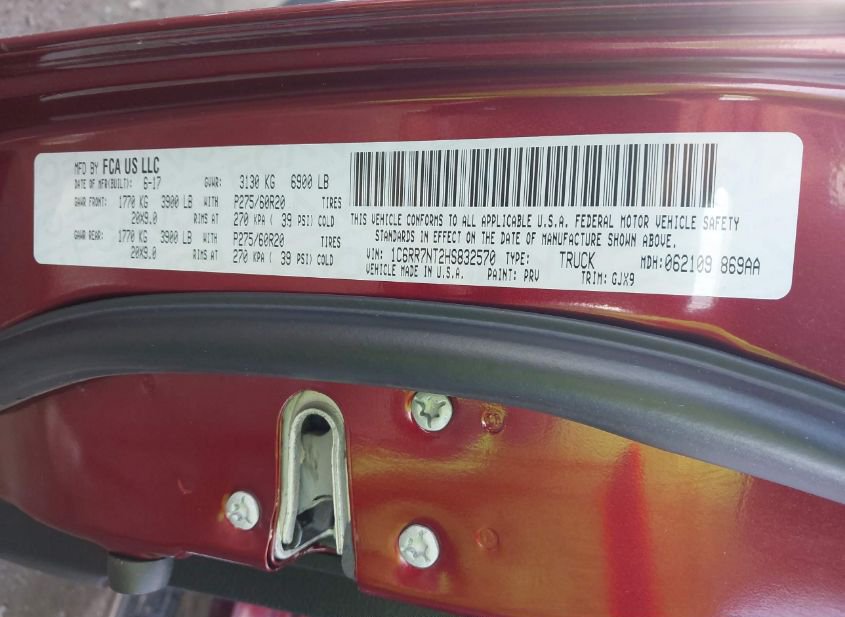 MFD BY FCA US LLC
DATE OF MFR(BUILT): 6-17 GVWR: 3130 KG 6900 LB
GAWR FRONT: 1770 KG 3900 LB WITH P275/60R20 TIRES
20X9.0 RIMS AT 270 KPA ( 39 PSI) COLD
GAWR REAR: 1770 KG 3900 LB WITH P275/60R20 TIRES
20X9.0 RIMS AT 270 KPA ( 39 PSI) COLD
THIS VEHICLE CONFORMS TO ALL APPLICABLE U.S.A. FEDERAL MOTOR VEHICLE SAFETY
STANDARDS IN EFFECT ON THE DATE OF MANUFACTURE SHOWN ABOVE.
VIN: 1C6RR7NT2HS832570 TYPE: TRUCK MDH:062109 869AA
VEHICLE MADE IN U.S.A. PAINT: PRV TRIM: GJX9